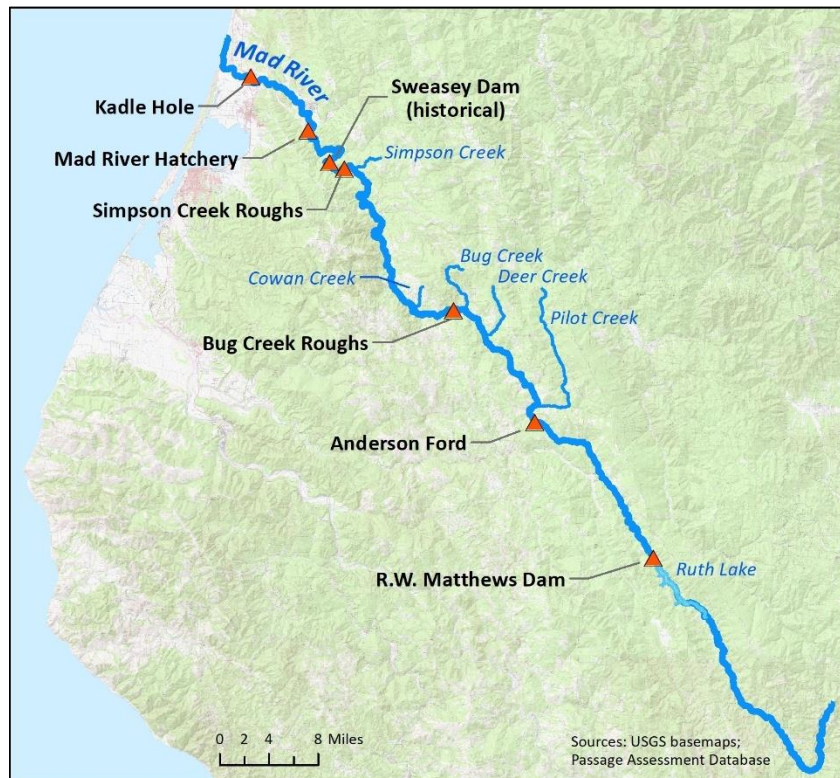 Mad River
Kadle Hole
Sweasey Dam
(historical)
Mad River Hatchery
Simpson Creek
Simpson Creek Roughs
Bug Creek
Cowan Creek
Deer Creek
Pilot Creek
Bug Creek Roughs
Anderson Ford
R.W. Matthews Dam
Ruth Lake
0 2 4 8 Miles
Sources: USGS basemaps;
Passage Assessment Database